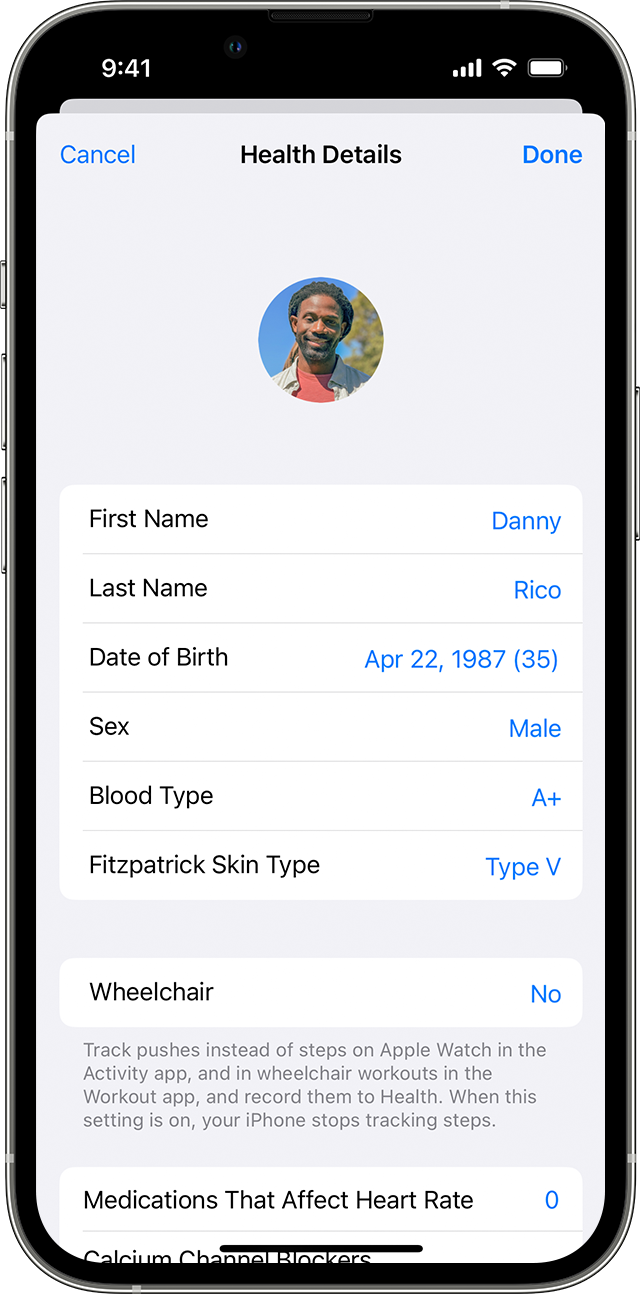 9:41
Cancel Health Details Done
First Name Danny
Last Name Rico
Date of Birth Apr 22, 1987 (35)
Sex Male
Blood Type A+
Fitzpatrick Skin Type Type V
Wheelchair No
Track pushes instead of steps on Apple Watch in the
Activity app, and in wheelchair workouts in the
Workout app, and record them to Health. When this
setting is on, your iPhone stops tracking steps.
Medications That Affect Heart Rate 0
Calcium Channel Blockers